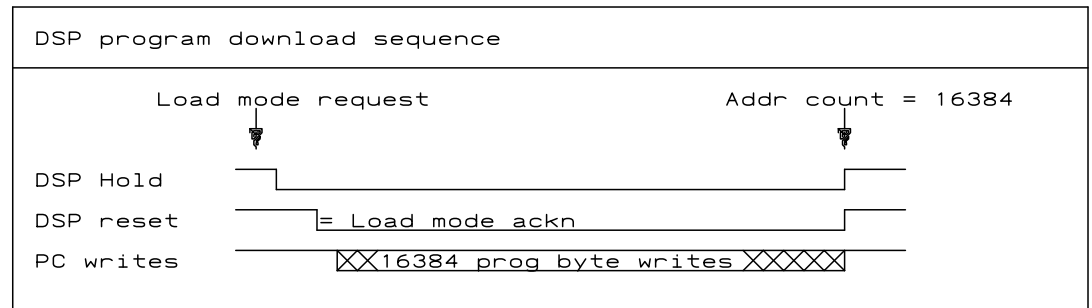 DSP program download sequence
Load mode request Addr count = 16384
DSP Hold
DSP reset = Load mode ackn
PC writes 16384 prog byte writes